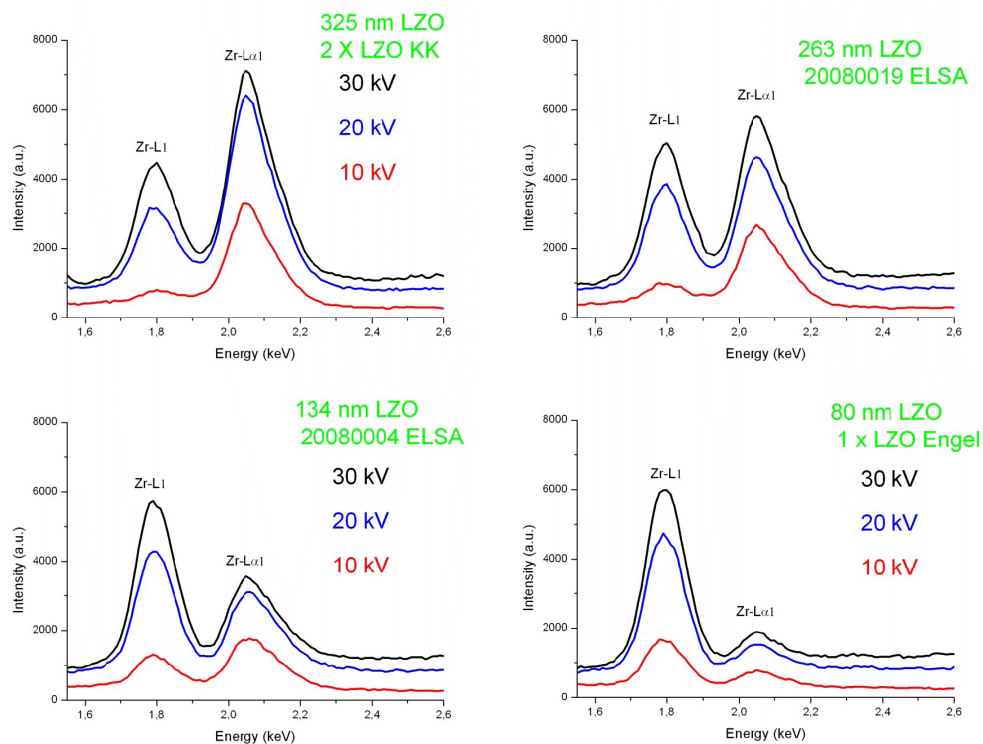 325 nm LZO
2 X LZO KK
8000
6000
4000
2000
0
Intensity (a.u.)
Zr-L1
Zr-Lα1
30 kV
20 kV
10 kV
1,6
1,8
2,0
2,2
2,4
2,6
Energy (keV)
263 nm LZO
20080019 ELSA
8000
6000
4000
2000
0
Intensity (a.u.)
Zr-L1
Zr-Lα1
1,6
1,8
2,0
2,2
2,4
2,6
Energy (keV)
134 nm LZO
20080004 ELSA
8000
6000
4000
2000
0
Intensity (a.u.)
Zr-L1
Zr-Lα1
30 kV
20 kV
10 kV
1,6
1,8
2,0
2,2
2,4
2,6
Energy (keV)
80 nm LZO
1 x LZO Engel
8000
6000
4000
2000
0
Intensity (a.u.)
Zr-L1
Zr-Lα1
30 kV
20 kV
10 kV
1,6
1,8
2,0
2,2
2,4
2,6
Energy (keV)